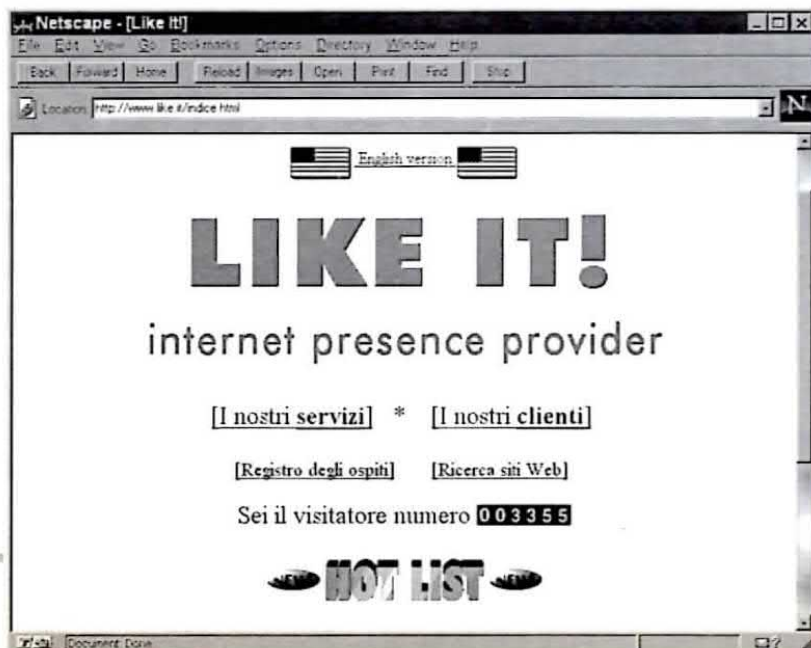 Netscape - [Like It!]
File Edit View Go Bookmarks Options Directory Window Help
Back Forward Home Reload Images Open Print Find Stop
Location: http://www.like.it/indice.html
N
English version
LIKE IT!
internet presence provider
[I nostri servizi] * [I nostri clienti]
[Registro degli ospiti] [Ricerca siti Web]
Sei il visitatore numero 003355
NEW HOT LIST NEW
Document: Done